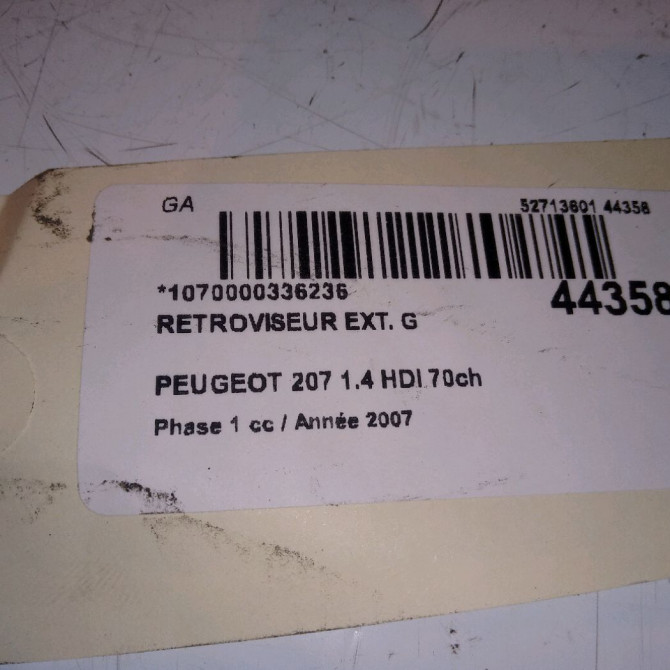 GA 52713601 44358
*1070000336236 44358
RETROVISEUR EXT. G
PEUGEOT 207 1.4 HDI 70ch
Phase 1 cc / Année 2007